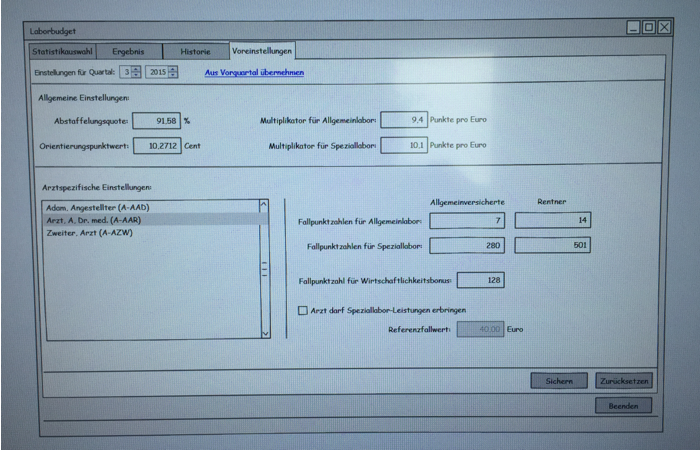 Laborbudget
Statistikauswahl Ergebnis Historie Voreinstellungen
Einstellungen für Quartal: 3 2015 Aus Vorquartal übernehmen
Allgemeine Einstellungen:
Abstaffelungsquote: 91,58 % Multiplikator für Allgemeinlabor: 9,4 Punkte pro Euro
Orientierungspunktwert: 10,2712 Cent Multiplikator für Speziallabor: 10,1 Punkte pro Euro
Arztspezifische Einstellungen:
Allgemeinversicherte Rentner
Adam, Angestellter (A-AAD)
Arzt, A. Dr. med. (A-AAR)
Zweiter, Arzt (A-AZW)
Fallpunktzahlen für Allgemeinlabor: 7 14
Fallpunktzahlen für Speziallabor: 280 501
Fallpunktzahl für Wirtschaftlichkeitsbonus: 128
Arzt darf Speziallabor-Leistungen erbringen
Referenzfallwert: 40,00 Euro
Sichern Zurücksetzen
Beenden